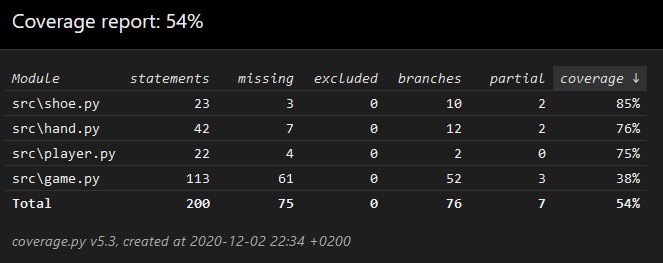 Coverage report: 54%
Module statements missing excluded branches partial coverage ↓
src\shoe.py 23 3 0 10 2 85%
src\hand.py 42 7 0 12 2 76%
src\player.py 22 4 0 2 0 75%
src\game.py 113 61 0 52 3 38%
Total 200 75 0 76 7 54%
coverage.py v5.3, created at 2020-12-02 22:34 +0200